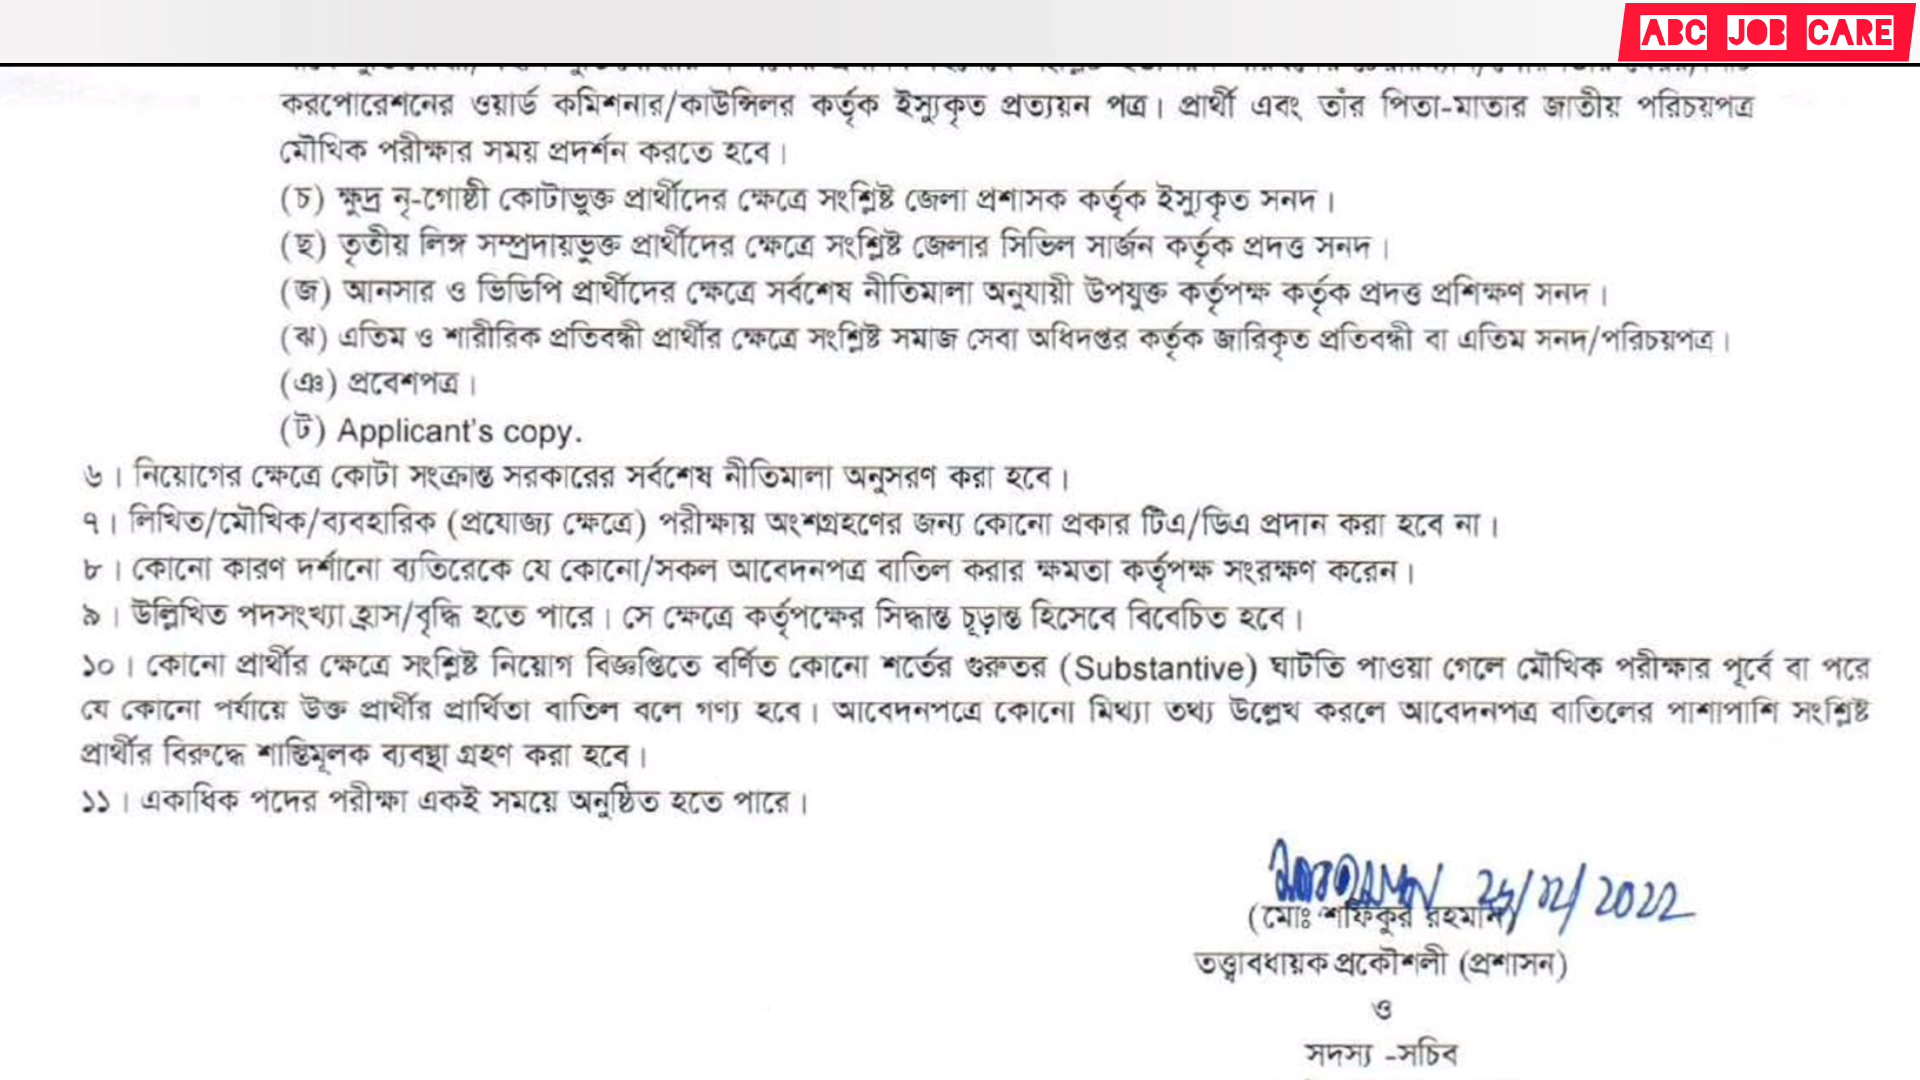 ABC JOB CARE
করপোরেশনের ওয়ার্ড কমিশনার/কাউন্সিলর কর্তৃক ইস্যুকৃত প্রত্যয়ন পত্র। প্রার্থী এবং তাঁর পিতা-মাতার জাতীয় পরিচয়পত্র
মৌখিক পরীক্ষার সময় প্রদর্শন করতে হবে।
(চ) ক্ষুদ্র নৃ-গোষ্ঠী কোটাভুক্ত প্রার্থীদের ক্ষেত্রে সংশ্লিষ্ট জেলা প্রশাসক কর্তৃক ইস্যুকৃত সনদ।
(ছ) তৃতীয় লিঙ্গ সম্প্রদায়ভুক্ত প্রার্থীদের ক্ষেত্রে সংশ্লিষ্ট জেলার সিভিল সার্জন কর্তৃক প্রদত্ত সনদ।
(জ) আনসার ও ভিডিপি প্রার্থীদের ক্ষেত্রে সর্বশেষ নীতিমালা অনুযায়ী উপযুক্ত কর্তৃপক্ষ কর্তৃক প্রদত্ত প্রশিক্ষণ সনদ।
(ঝ) এতিম ও শারীরিক প্রতিবন্ধী প্রার্থীর ক্ষেত্রে সংশ্লিষ্ট সমাজ সেবা অধিদপ্তর কর্তৃক জারিকৃত প্রতিবন্ধী বা এতিম সনদ/পরিচয়পত্র।
(ঞ) প্রবেশপত্র।
(ট) Applicant's copy.
৬। নিয়োগের ক্ষেত্রে কোটা সংক্রান্ত সরকারের সর্বশেষ নীতিমালা অনুসরণ করা হবে।
৭। লিখিত/মৌখিক/ব্যবহারিক (প্রযোজ্য ক্ষেত্রে) পরীক্ষায় অংশগ্রহণের জন্য কোনো প্রকার টিএ/ডিএ প্রদান করা হবে না।
৮। কোনো কারণ দর্শানো ব্যতিরেকে যে কোনো/সকল আবেদনপত্র বাতিল করার ক্ষমতা কর্তৃপক্ষ সংরক্ষণ করেন।
৯। উল্লিখিত পদসংখ্যা হ্রাস/বৃদ্ধি হতে পারে। সে ক্ষেত্রে কর্তৃপক্ষের সিদ্ধান্ত চূড়ান্ত হিসেবে বিবেচিত হবে।
১০। কোনো প্রার্থীর ক্ষেত্রে সংশ্লিষ্ট নিয়োগ বিজ্ঞপ্তিতে বর্ণিত কোনো শর্তের গুরুতর (Substantive) ঘাটতি পাওয়া গেলে মৌখিক পরীক্ষার পূর্বে বা পরে
যে কোনো পর্যায়ে উক্ত প্রার্থীর প্রার্থিতা বাতিল বলে গণ্য হবে। আবেদনপত্রে কোনো মিথ্যা তথ্য উল্লেখ করলে আবেদনপত্র বাতিলের পাশাপাশি সংশ্লিষ্ট
প্রার্থীর বিরুদ্ধে শাস্তিমূলক ব্যবস্থা গ্রহণ করা হবে।
১১। একাধিক পদের পরীক্ষা একই সময়ে অনুষ্ঠিত হতে পারে।
2022
(মোঃ শফিকুর রহমান)
তত্ত্বাবধায়ক প্রকৌশলী (প্রশাসন)
ও
সদস্য -সচিব